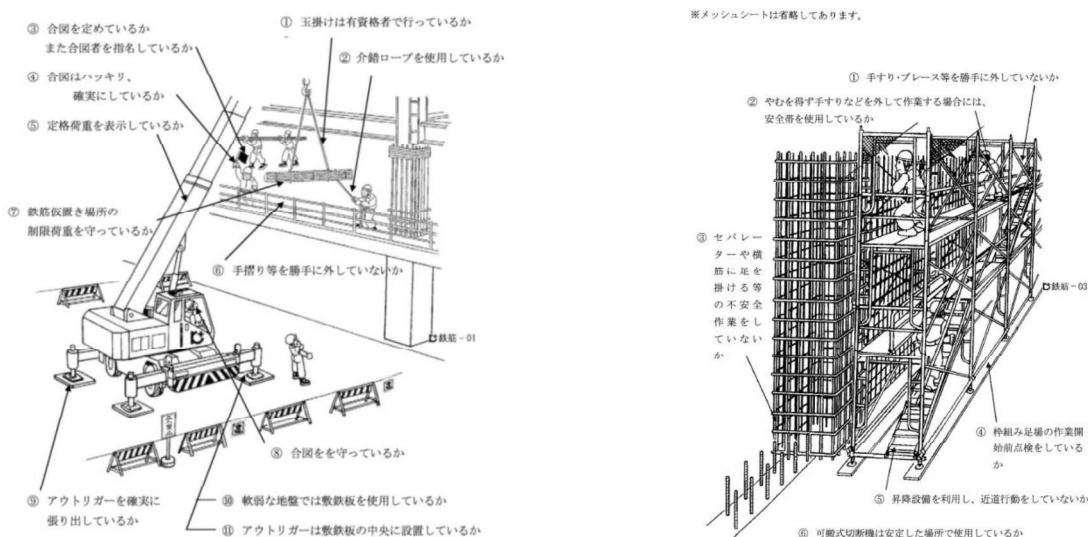 ① 玉掛けは有資格者で行っているか
③ 合図を定めているか
また合図者を指名しているか
② 介錯ロープを使用しているか
④ 合図はハッキリ、
確実にしているか
⑤ 定格荷重を表示しているか
⑦ 鉄筋仮置き場所の
制限荷重を守っているか
⑥ 手摺り等を勝手に外していないか
鉄筋-01
⑧ 合図をを守っているか
⑨ アウトリガーを確実に
張り出しているか
⑩ 軟弱な地盤では敷鉄板を使用しているか
⑪ アウトリガーは敷鉄板の中央に設置しているか
※メッシュシートは省略してあります。
① 手すり・ブレース等を勝手に外していないか
② やむを得ず手すりなどを外して作業する場合には、
安全帯を使用しているか
③ セパレー
ターや横
筋に足を
掛ける等
の不安全
作業をし
ていない
か
鉄筋-03
④ 枠組み足場の作業開
始前点検をしている
か
⑤ 昇降設備を利用し、近道行動をしていないか
⑥ 可搬式切断機は安定した場所で使用しているか